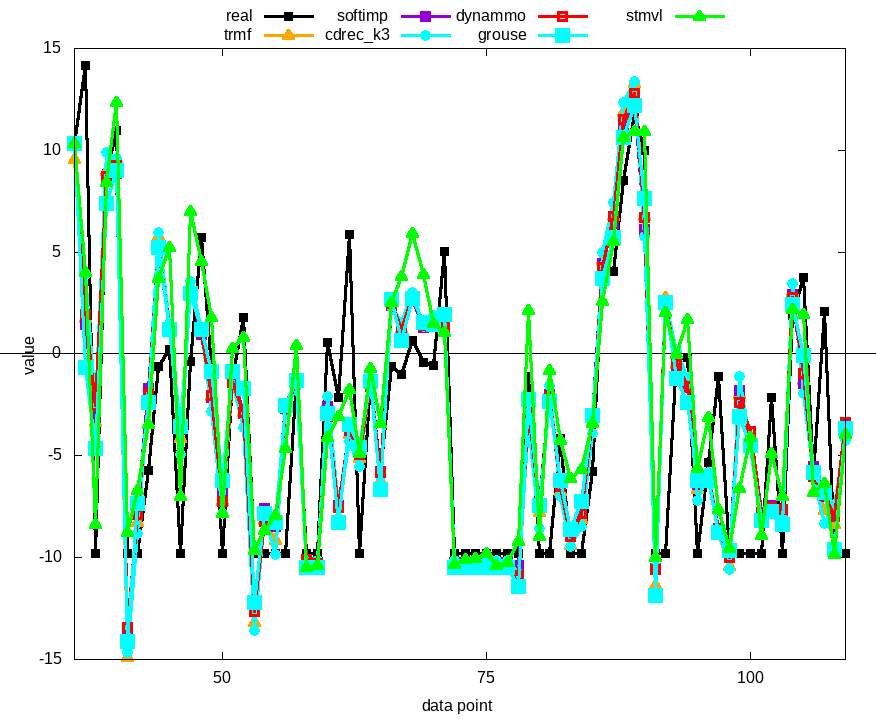 real softimp dynammo stmvl
trmf cdrec_k3 grouse
15
10
5
0
-5
-10
-15
value
50 75 100
data point